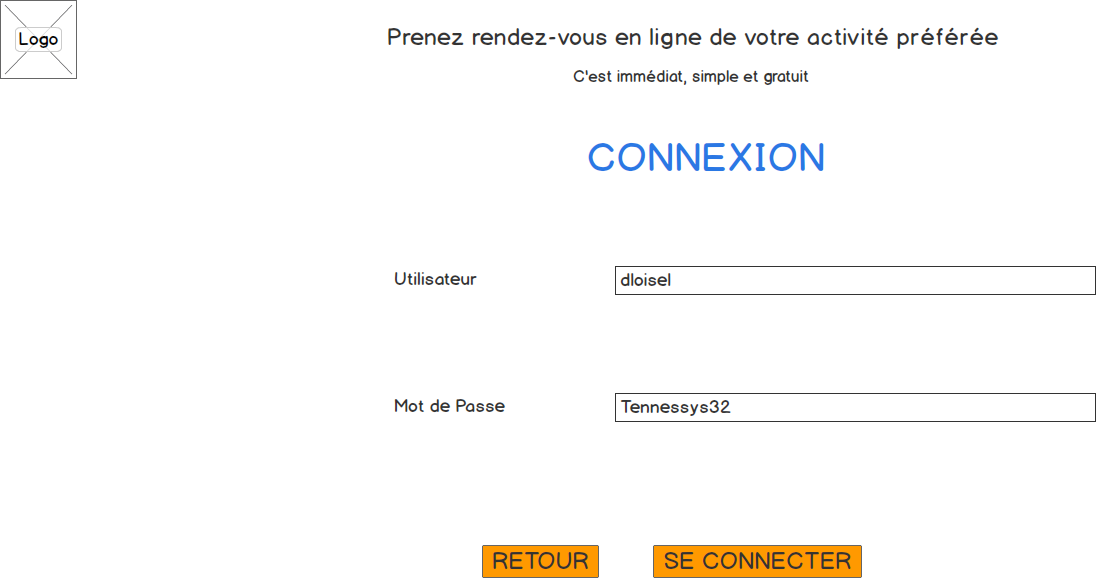 Logo
Prenez rendez-vous en ligne de votre activité préférée
C'est immédiat, simple et gratuit
CONNEXION
Utilisateur dloisel
Mot de Passe Tennessys32
RETOUR SE CONNECTER